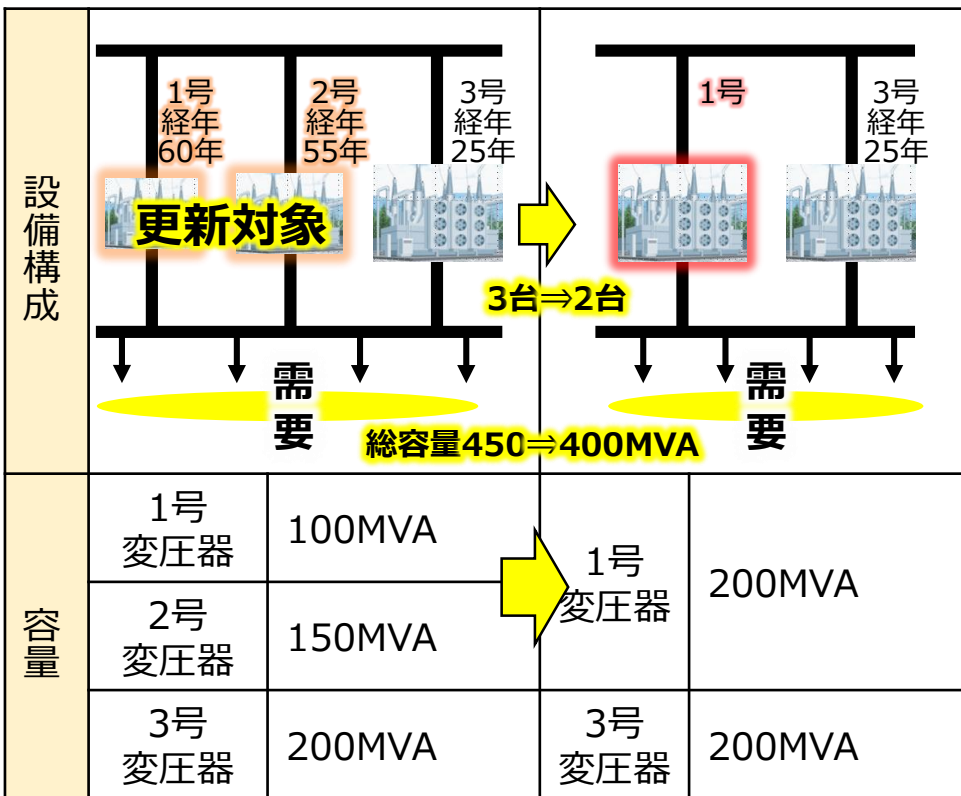 設備構成
1号
経年
60年
2号
経年
55年
3号
経年
25年
更新対象
1号
3号
経年
25年
3台⇒2台
需要
需要
総容量450⇒400MVA
容量
1号
変圧器
100MVA
2号
変圧器
150MVA
3号
変圧器
200MVA
1号
変圧器
200MVA
3号
変圧器
200MVA